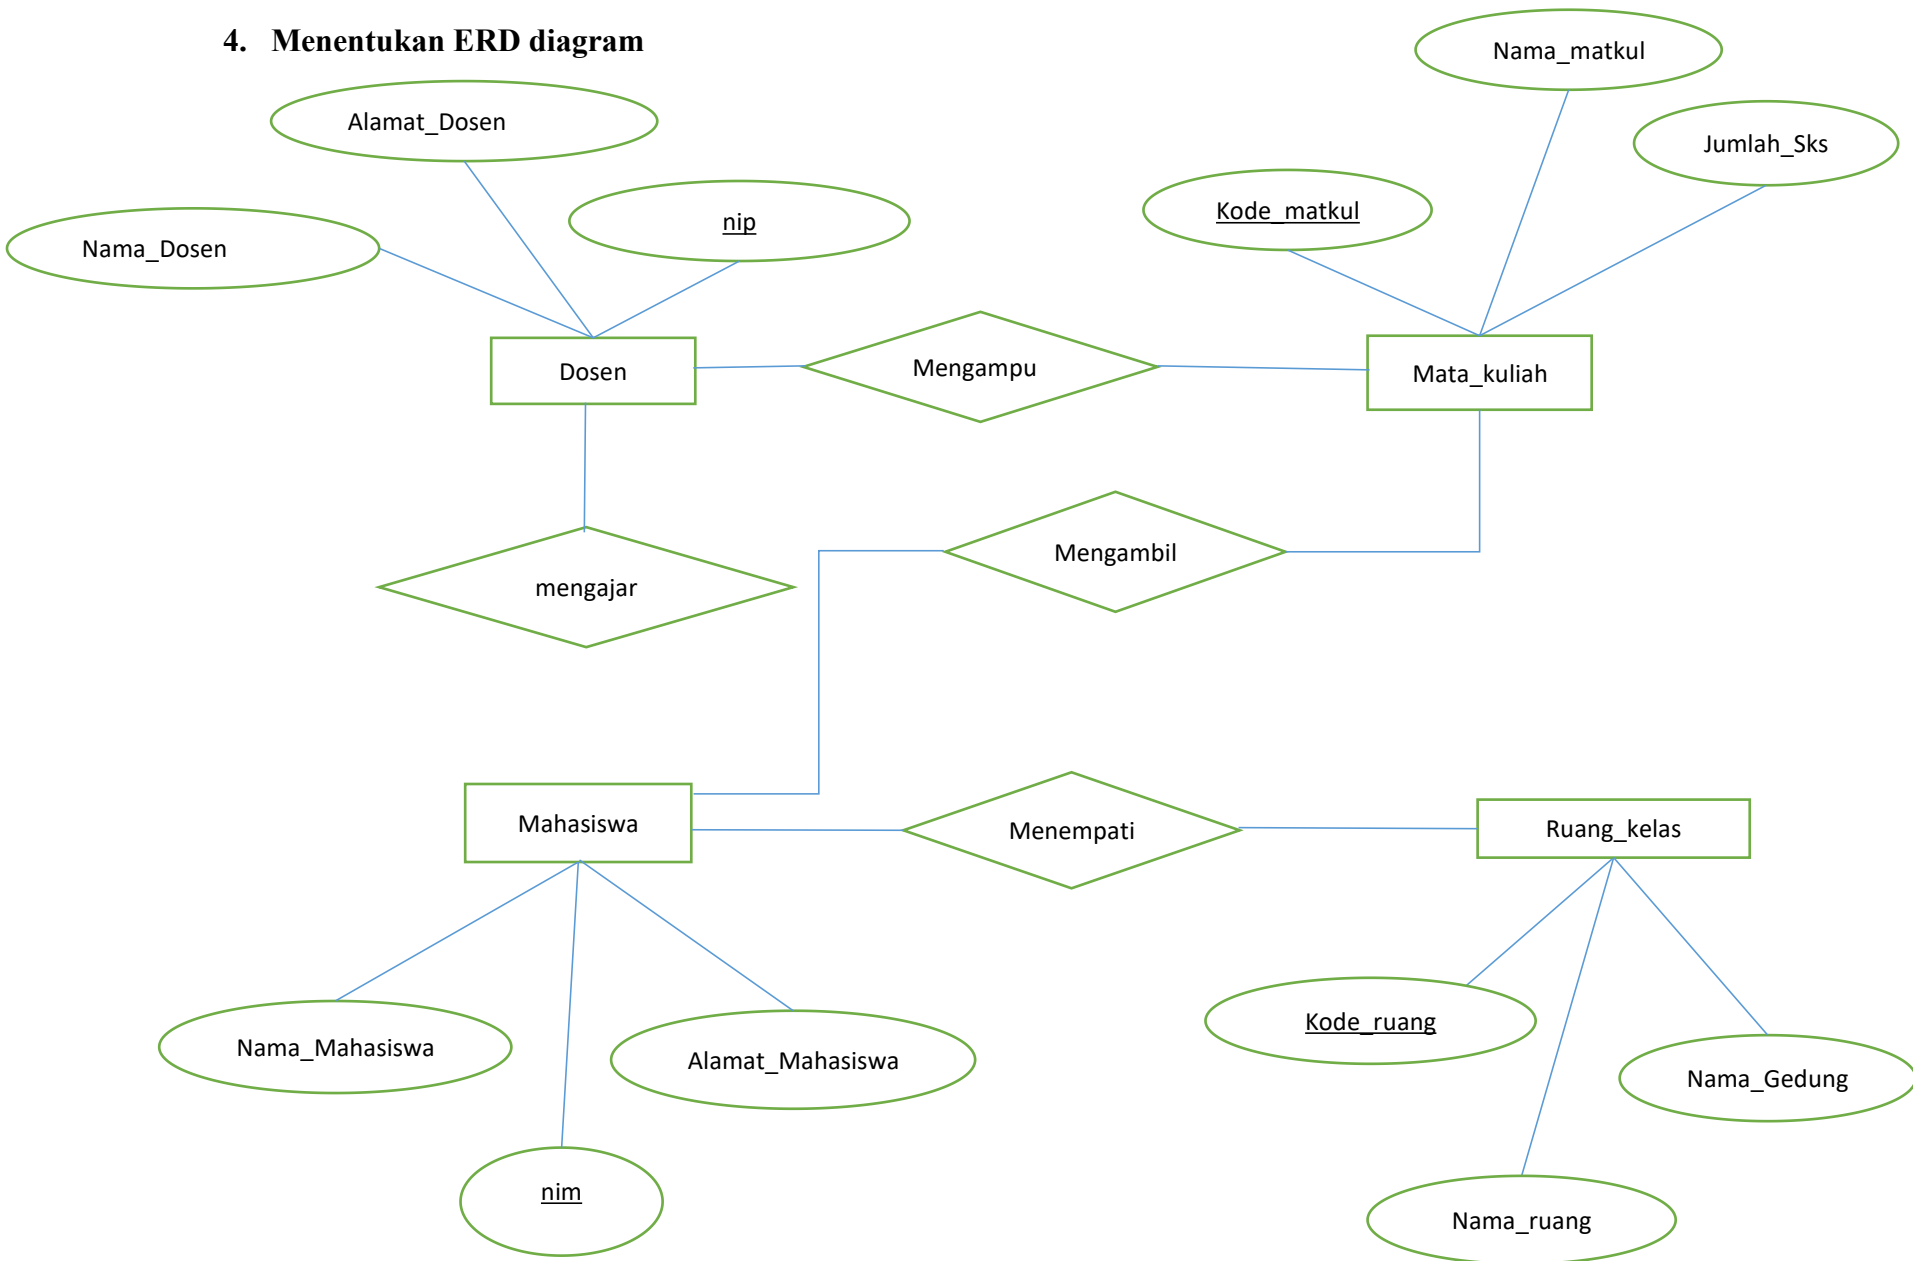 4. Menentukan ERD diagram
Nama_matkul
Alamat_Dosen
Jumlah_Sks
Kode_matkul
nip
Nama_Dosen
Dosen
Mengampu
Mata_kuliah
Mengambil
mengajar
Mahasiswa
Menempati
Ruang_kelas
Kode_ruang
Nama_Mahasiswa
Alamat_Mahasiswa
Nama_Gedung
nim
Nama_ruang